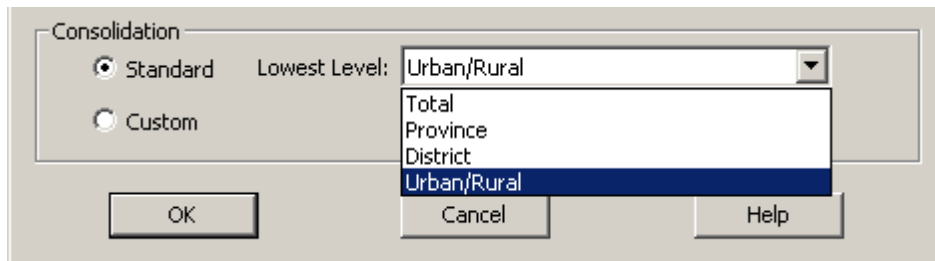 Consolidation
Standard Lowest Level: Urban/Rural
Total
Custom
Province
District
Urban/Rural
OK Cancel Help